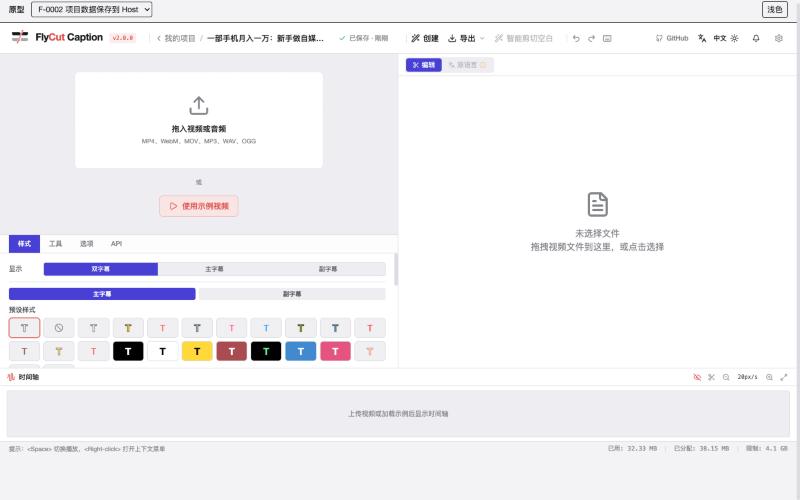 原型 F-0002 项目数据保存到 Host 浅色
FlyCut Caption v2.0.0 我的项目 / 一部手机月入一万：新手做自媒... 已保存 · 刚刚 创建 导出 智能剪切空白 GitHub 中文
编辑 原语言
拖入视频或音频
MP4、WebM、MOV、MP3、WAV、OGG
或
使用示例视频
未选择文件
拖拽视频文件到这里，或点击选择
样式 工具 选项 API
显示 双字幕 主字幕 副字幕
主字幕 副字幕
预设样式
T T T T T T T T T T
T T T T T T T T T T T
时间轴 20px/s
上传视频或加载示例后显示时间轴
提示: <Space> 切换播放, <Right-click> 打开上下文菜单 已用: 32.33 MB 已分配: 38.15 MB 限制: 4.1 GB